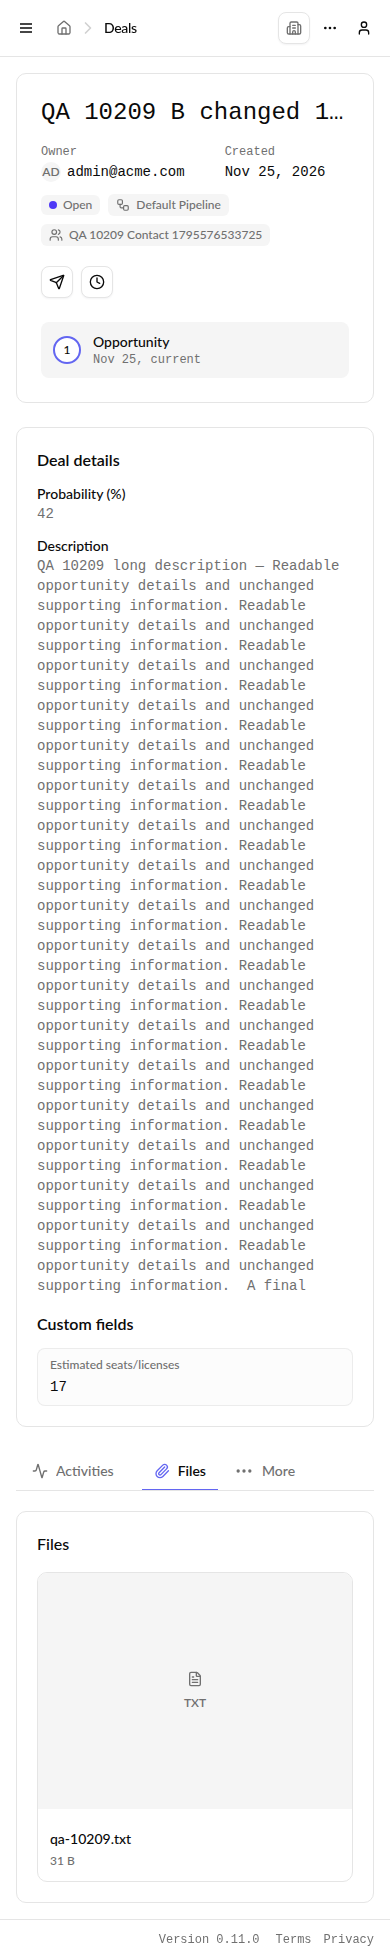 Deals
QA 10209 B changed 1…
Owner
Created
AD admin@acme.com
Nov 25, 2026
Open
Default Pipeline
QA 10209 Contact 1795576533725
1
Opportunity
Nov 25, current
Deal details
Probability (%)
42
Description
QA 10209 long description — Readable
opportunity details and unchanged
supporting information. Readable
opportunity details and unchanged
supporting information. Readable
opportunity details and unchanged
supporting information. Readable
opportunity details and unchanged
supporting information. Readable
opportunity details and unchanged
supporting information. Readable
opportunity details and unchanged
supporting information. Readable
opportunity details and unchanged
supporting information. Readable
opportunity details and unchanged
supporting information. Readable
opportunity details and unchanged
supporting information. Readable
opportunity details and unchanged
supporting information. Readable
opportunity details and unchanged
supporting information. Readable
opportunity details and unchanged
supporting information. Readable
opportunity details and unchanged
supporting information. Readable
opportunity details and unchanged
supporting information. Readable
opportunity details and unchanged
supporting information. Readable
opportunity details and unchanged
supporting information. Readable
opportunity details and unchanged
supporting information. Readable
opportunity details and unchanged
supporting information.  A final
Custom fields
Estimated seats/licenses
17
Activities
Files
More
Files
TXT
qa-10209.txt
31 B
Version 0.11.0 Terms Privacy